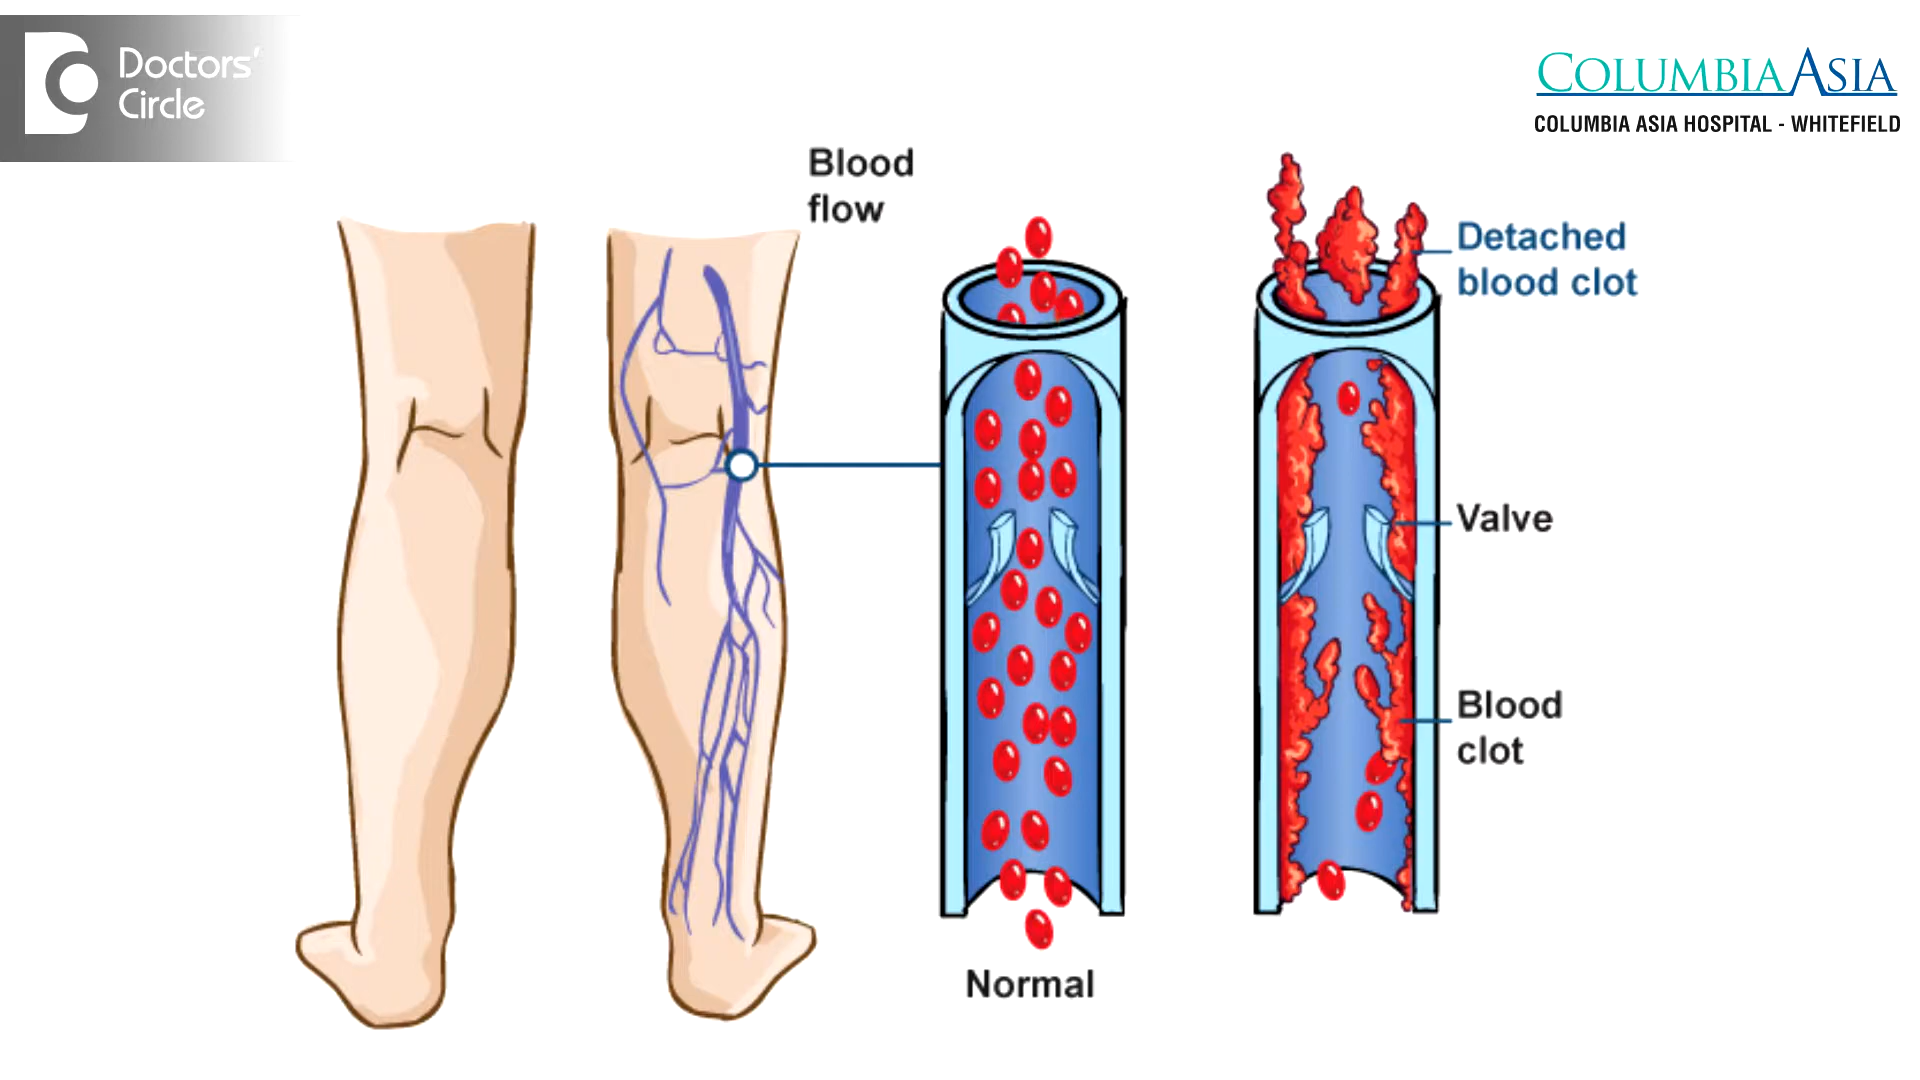 Doctors'
Circle
COLUMBIA ASIA
COLUMBIA ASIA HOSPITAL - WHITEFIELD
Blood
flow
Detached
blood clot
Valve
Blood
clot
Normal